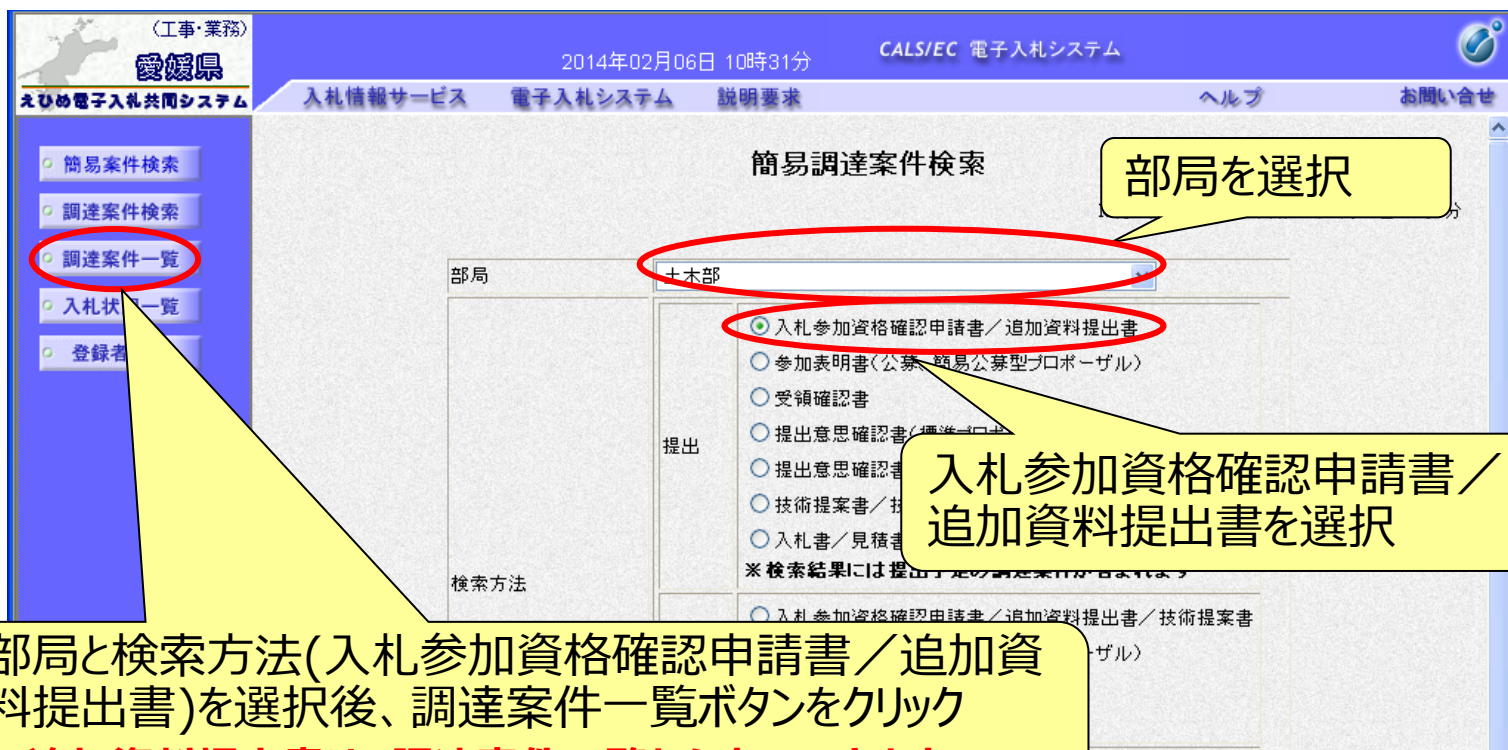 (工事･業務)
愛媛県
えひめ電子入札共同システム
2014年02月06日 10時31分
CALS/EC 電子入札システム
入札情報サービス
電子入札システム
説明要求
ヘルプ
お問い合せ
簡易案件検索
調達案件検索
調達案件一覧
入札状
一覧
登録者
簡易調達案件検索
部局を選択
分
部局
土木部
検索方法
提出
入札参加資格確認申請書／追加資料提出書
参加表明書(公募、簡易公募型プロポーザル)
受領確認書
提出意思確認書
提出意思確認書
技術提案書／
入札書／見積書
※検索結果には提出予定の調達案件が含まれます
入札参加資格確認申請書／追加資料提出書／技術提案書
ーザル)
入札参加資格確認申請書／
追加資料提出書を選択
部局と検索方法(入札参加資格確認申請書／追加資
料提出書)を選択後、調達案件一覧ボタンをクリック